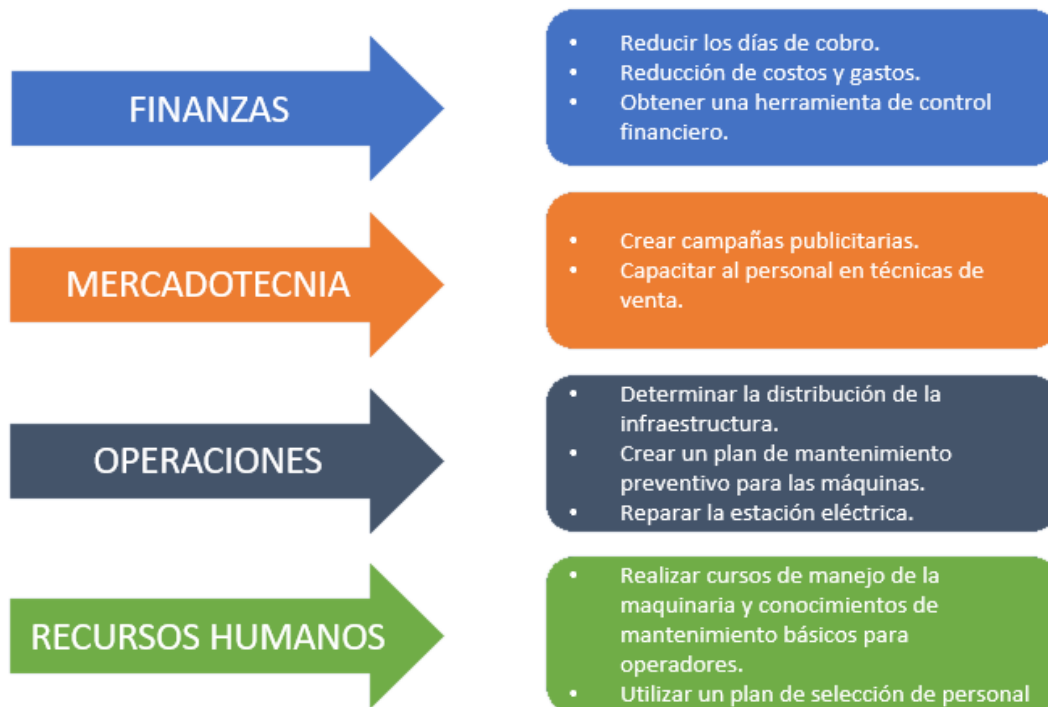 FINANZAS
• Reducir los días de cobro.
• Reducción de costos y gastos.
• Obtener una herramienta de control
financiero.
MERCADOTECNIA
• Crear campañas publicitarias.
• Capacitar al personal en técnicas de
venta.
OPERACIONES
• Determinar la distribución de la
infraestructura.
• Crear un plan de mantenimiento
preventivo para las máquinas.
• Reparar la estación eléctrica.
RECURSOS HUMANOS
• Realizar cursos de manejo de la
maquinaria y conocimientos de
mantenimiento básicos para
operadores.
• Utilizar un plan de selección de personal